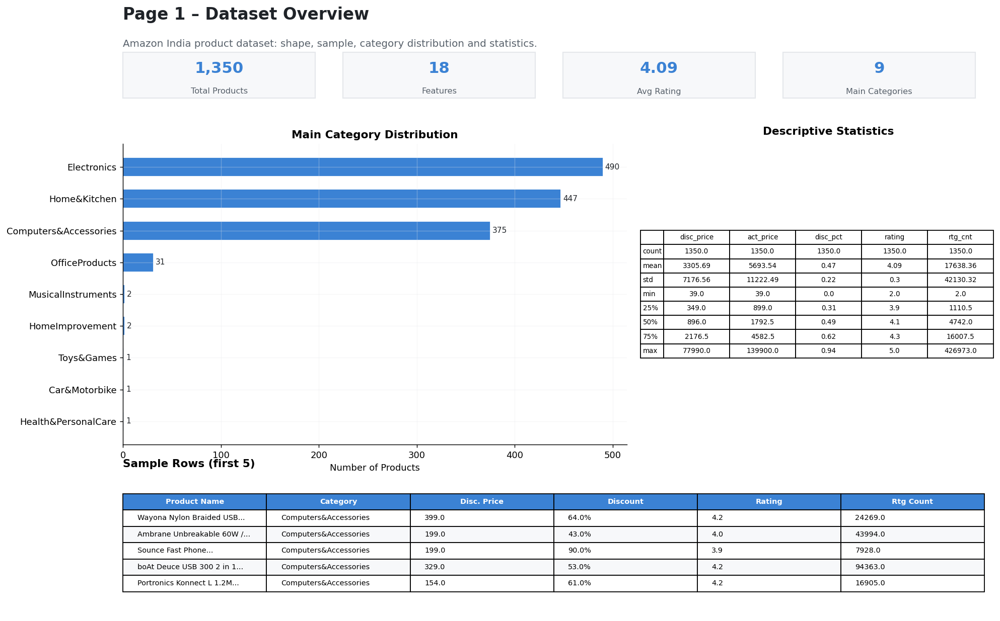 Page 1 – Dataset Overview
Amazon India product dataset: shape, sample, category distribution and statistics.
1,350
Total Products
18
Features
4.09
Avg Rating
9
Main Categories
Main Category Distribution
Electronics 490
Home&Kitchen 447
Computers&Accessories 375
OfficeProducts 31
MusicalInstruments 2
HomeImprovement 2
Toys&Games 1
Car&Motorbike 1
Health&PersonalCare 1
0 100 200 300 400 500
Number of Products
Descriptive Statistics
disc_price act_price disc_pct rating rtg_cnt
count 1350.0 1350.0 1350.0 1350.0 1350.0
mean 3305.69 5693.54 0.47 4.09 17638.36
std 7176.56 11222.49 0.22 0.3 42130.32
min 39.0 39.0 0.0 2.0 2.0
25% 349.0 899.0 0.31 3.9 1110.5
50% 896.0 1792.5 0.49 4.1 4742.0
75% 2176.5 4582.5 0.62 4.3 16007.5
max 77990.0 139900.0 0.94 5.0 426973.0
Sample Rows (first 5)
Product Name Category Disc. Price Discount Rating Rtg Count
Wayona Nylon Braided USB... Computers&Accessories 399.0 64.0% 4.2 24269.0
Ambrane Unbreakable 60W /... Computers&Accessories 199.0 43.0% 4.0 43994.0
Sounce Fast Phone... Computers&Accessories 199.0 90.0% 3.9 7928.0
boAt Deuce USB 300 2 in 1... Computers&Accessories 329.0 53.0% 4.2 94363.0
Portronics Konnect L 1.2M... Computers&Accessories 154.0 61.0% 4.2 16905.0